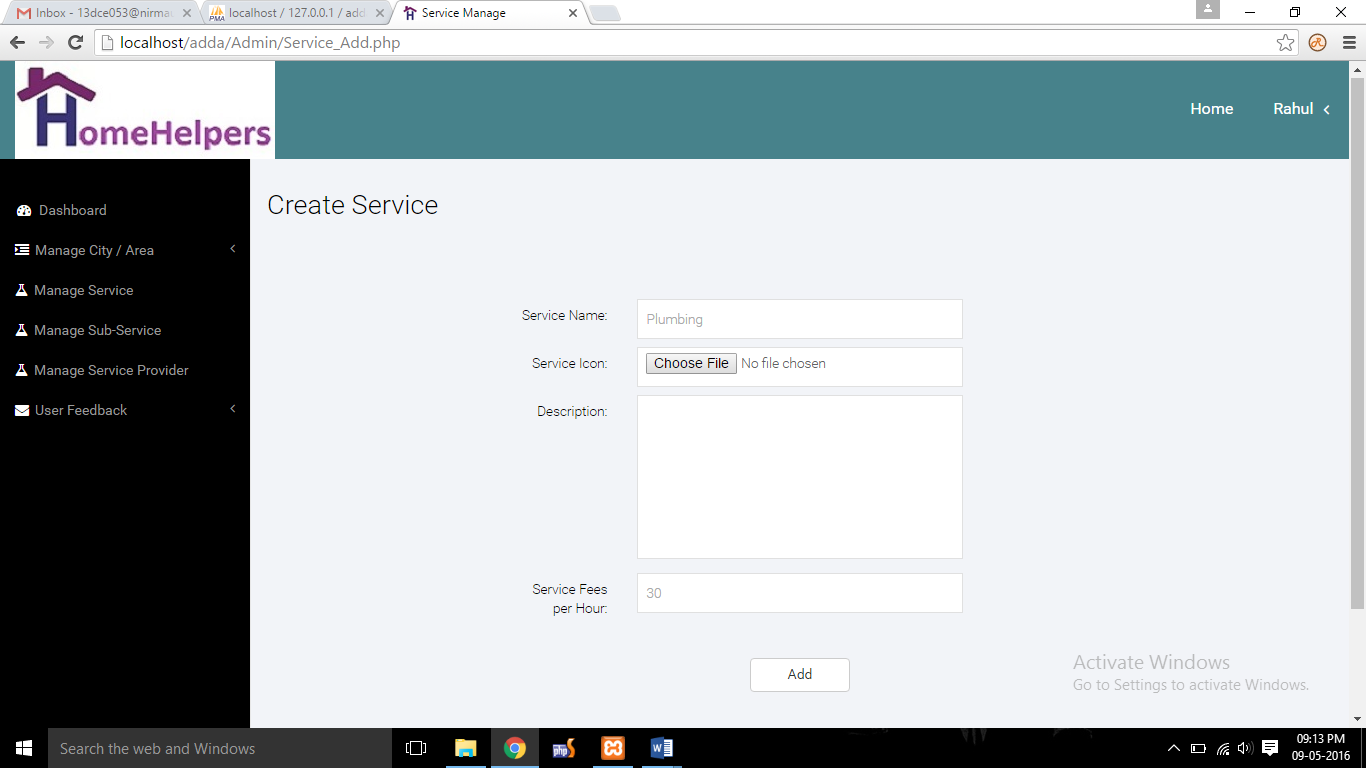 Inbox - 13dce053@nirma
localhost / 127.0.0.1 / add
Service Manage
localhost/adda/Admin/Service_Add.php
HomeHelpers
Home
Rahul
Dashboard
Manage City / Area
Manage Service
Manage Sub-Service
Manage Service Provider
User Feedback
Create Service
Service Name:
Plumbing
Service Icon:
Choose File No file chosen
Description:
Service Fees
per Hour:
30
Add
Activate Windows
Go to Settings to activate Windows.
Search the web and Windows
09:13 PM
09-05-2016